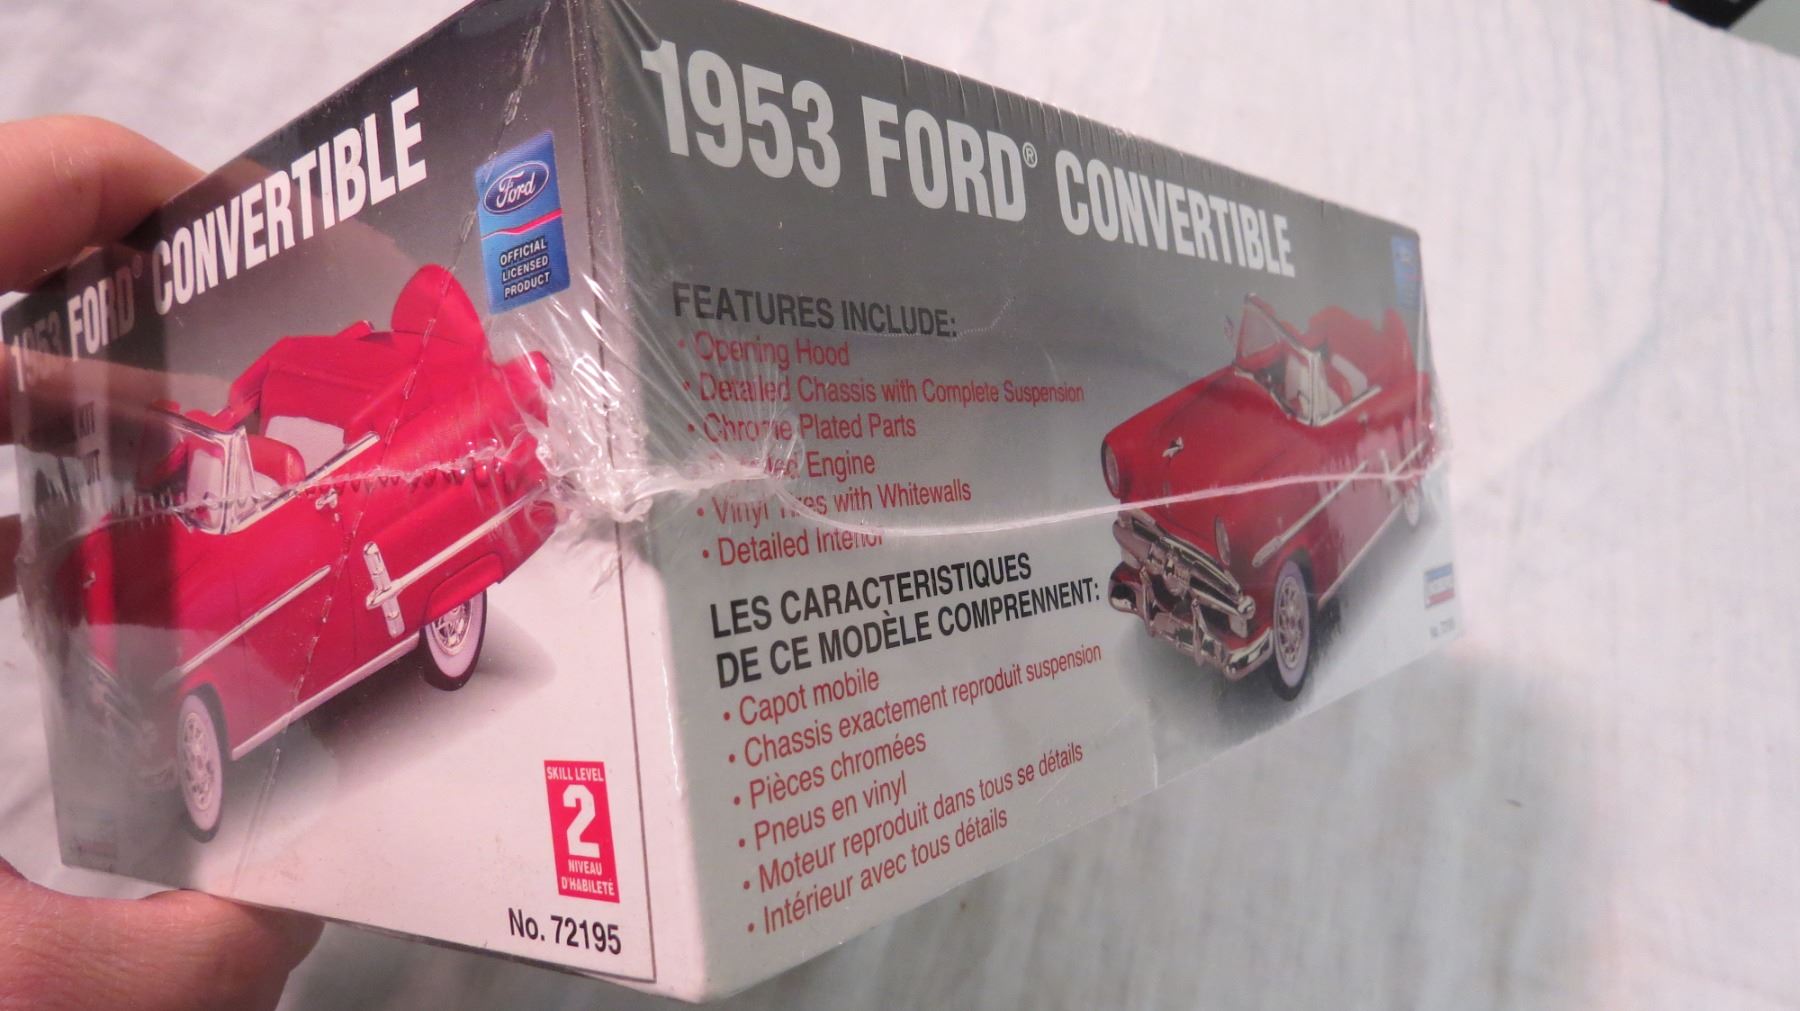 1953 FORD® CONVERTIBLE
KIT
Ford
OFFICIAL
LICENSED
PRODUCT
SKILL LEVEL
2
NIVEAU
D'HABILETÉ
No. 72195
1953 FORD® CONVERTIBLE
FEATURES INCLUDE:
• Opening Hood
• Detailed Chassis with Complete Suspension
• Chrome Plated Parts
Engine
• Vinyl Tires with Whitewalls
• Detailed Interior
LES CARACTERISTIQUES
DE CE MODÈLE COMPRENNENT:
• Capot mobile
• Chassis exactement reproduit suspension
• Pièces chromées
• Pneus en vinyl
• Moteur reproduit dans tous se détails
• Intérieur avec tous détails
Ford